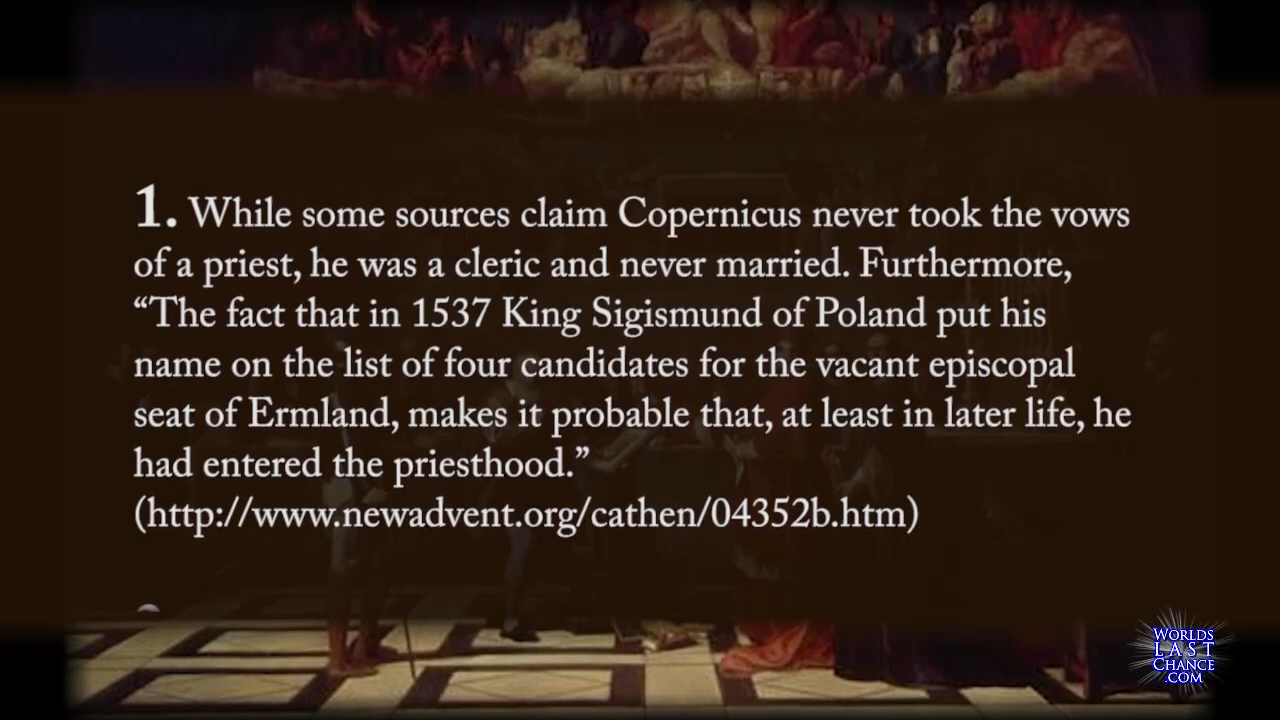 1. While some sources claim Copernicus never took the vows
of a priest, he was a cleric and never married. Furthermore,
“The fact that in 1537 King Sigismund of Poland put his
name on the list of four candidates for the vacant episcopal
seat of Ermland, makes it probable that, at least in later life, he
had entered the priesthood.”
(http://www.newadvent.org/cathen/04352b.htm)
WORLDS
LAST
CHANCE
.COM